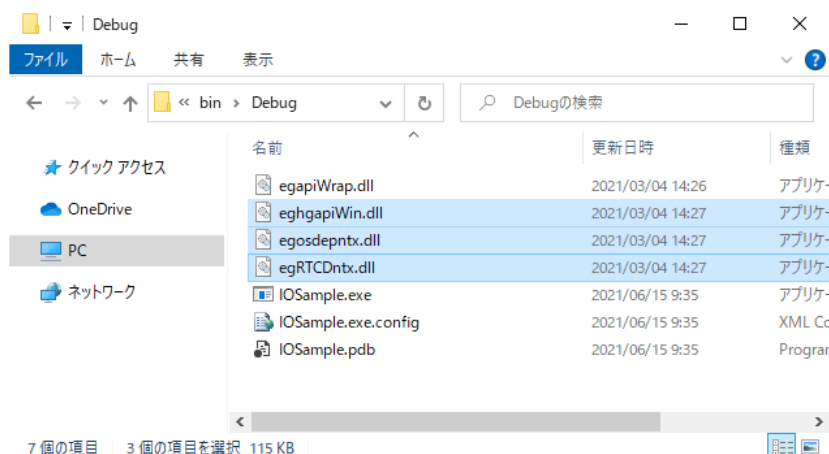 Debug
ファイル ホーム 共有 表示
« bin › Debug Debugの検索
名前 更新日時 種類
クイック アクセス
OneDrive
PC
ネットワーク
egapiWrap.dll 2021/03/04 14:26 アプリケ-
eghgapiWin.dll 2021/03/04 14:27 アプリケ-
egosdepntx.dll 2021/03/04 14:27 アプリケ-
egRTCDntx.dll 2021/03/04 14:27 アプリケ-
IOSample.exe 2021/06/15 9:35 アプリケ-
IOSample.exe.config 2021/06/15 9:35 XML Co
IOSample.pdb 2021/06/15 9:35 Program
7 個の項目 3 個の項目を選択 115 KB